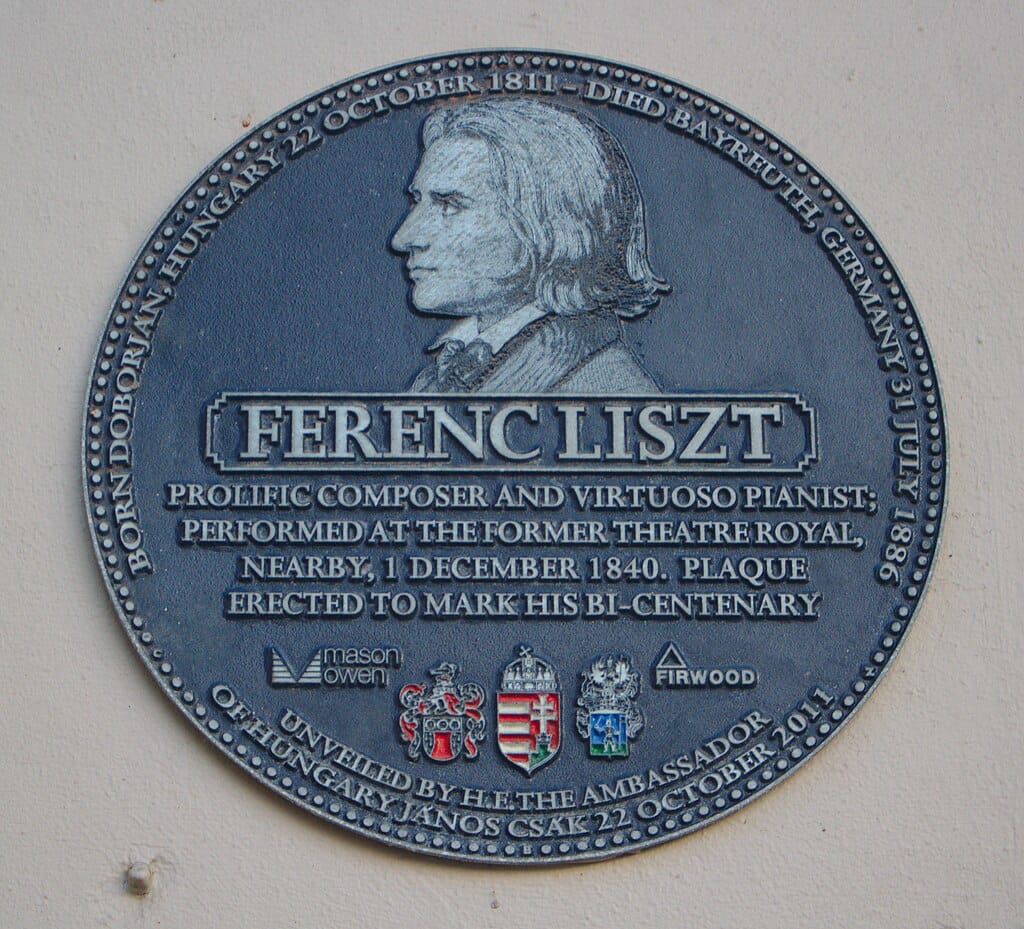 BORN DOBORJÁN, HUNGARY 22 OCTOBER 1811 - DIED BAYREUTH, GERMANY 31 JULY 1886
FERENC LISZT
PROLIFIC COMPOSER AND VIRTUOSO PIANIST;
PERFORMED AT THE FORMER THEATRE ROYAL,
NEARBY, 1 DECEMBER 1840. PLAQUE
ERECTED TO MARK HIS BI-CENTENARY
mason
owen
FIRWOOD
UNVEILED BY H.E. THE AMBASSADOR
OF HUNGARY JÁNOS CSÁK 22 OCTOBER 2011